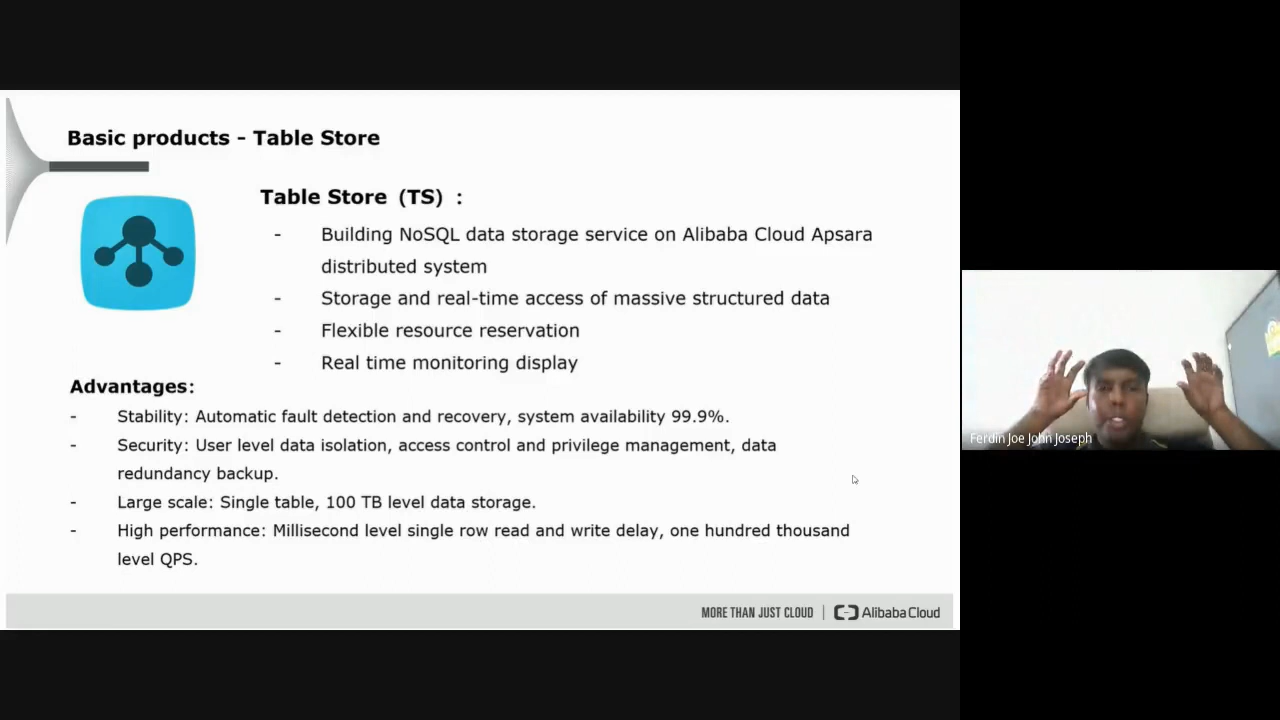 Basic products - Table Store
Table Store (TS) :
- Building NoSQL data storage service on Alibaba Cloud Apsara
distributed system
- Storage and real-time access of massive structured data
- Flexible resource reservation
- Real time monitoring display
Advantages:
- Stability: Automatic fault detection and recovery, system availability 99.9%.
- Security: User level data isolation, access control and privilege management, data
redundancy backup.
- Large scale: Single table, 100 TB level data storage.
- High performance: Millisecond level single row read and write delay, one hundred thousand
level QPS.
MORE THAN JUST CLOUD | Alibaba Cloud
Ferdin Joe John Joseph